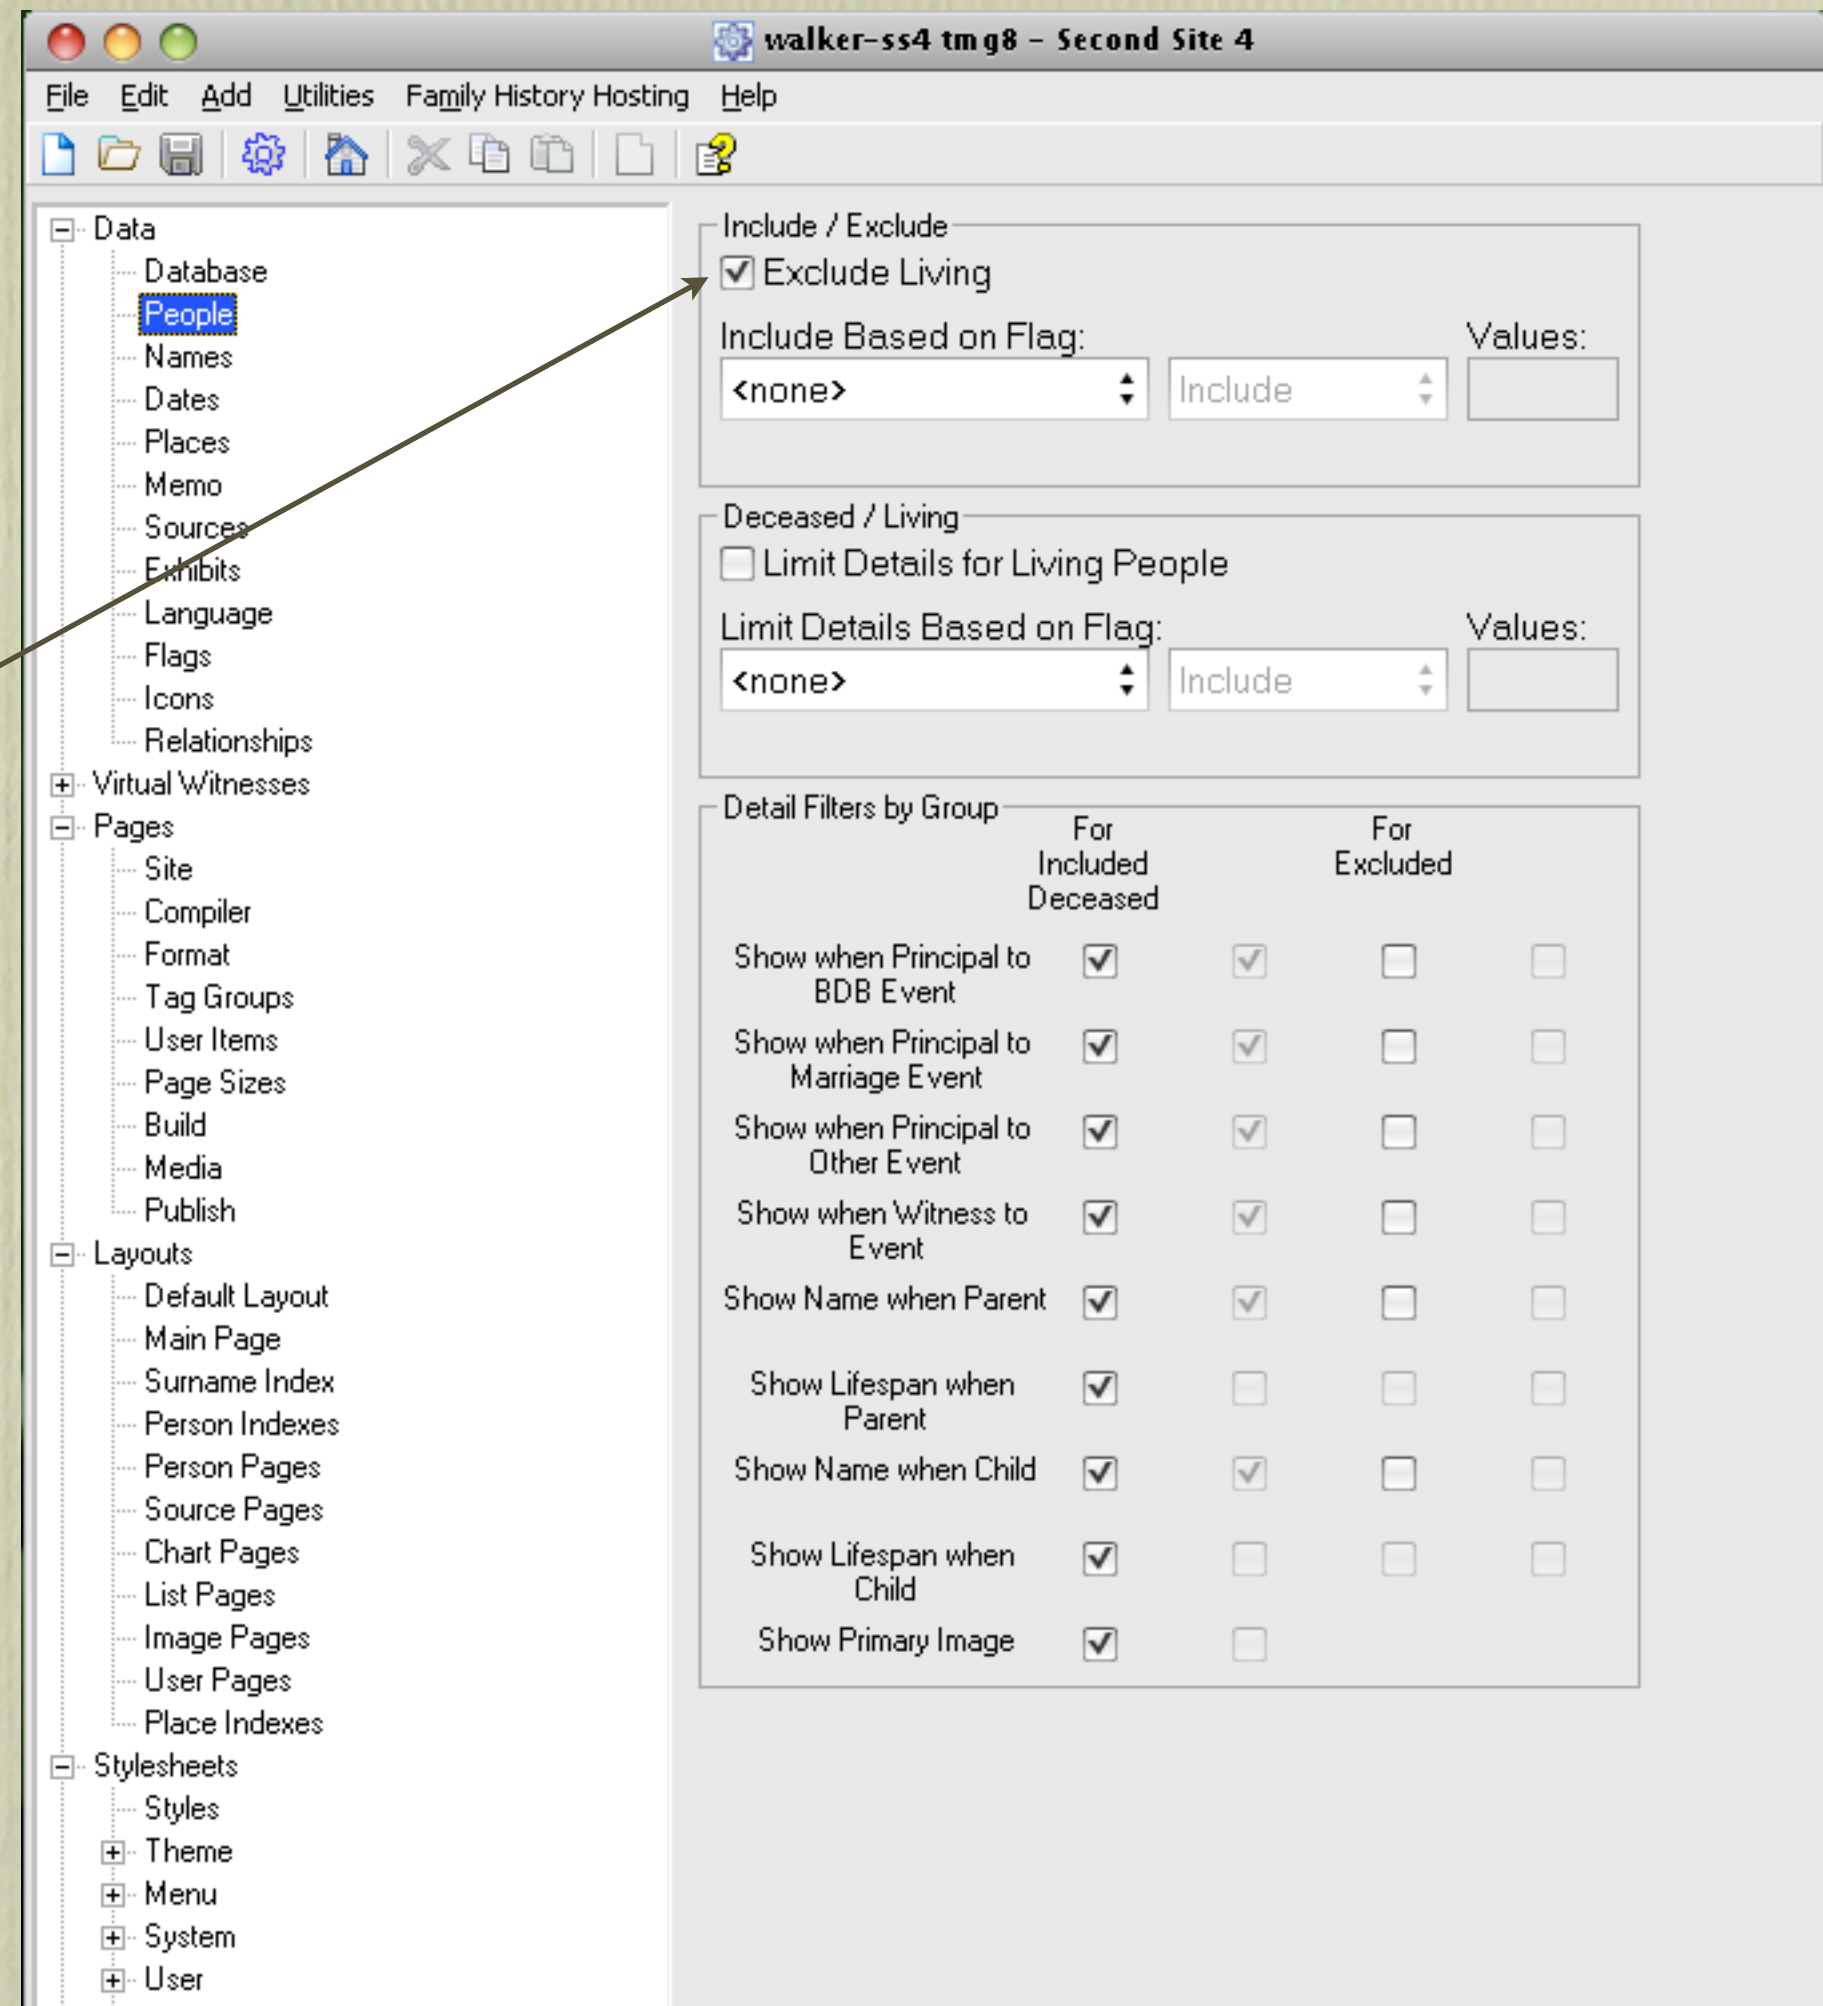 walker-ss4 tmg8 – Second Site 4
File Edit Add Utilities Family History Hosting Help
Data
Database
People
Names
Dates
Places
Memo
Sources
Exhibits
Language
Flags
Icons
Relationships
Virtual Witnesses
Pages
Site
Compiler
Format
Tag Groups
User Items
Page Sizes
Build
Media
Publish
Layouts
Default Layout
Main Page
Surname Index
Person Indexes
Person Pages
Source Pages
Chart Pages
List Pages
Image Pages
User Pages
Place Indexes
Stylesheets
Styles
Theme
Menu
System
User
Include / Exclude
Exclude Living
Include Based on Flag: Values:
<none> Include
Deceased / Living
Limit Details for Living People
Limit Details Based on Flag: Values:
<none> Include
Detail Filters by Group
For
Included
Deceased
For
Excluded
Show when Principal to
BDB Event
Show when Principal to
Marriage Event
Show when Principal to
Other Event
Show when Witness to
Event
Show Name when Parent
Show Lifespan when
Parent
Show Name when Child
Show Lifespan when
Child
Show Primary Image